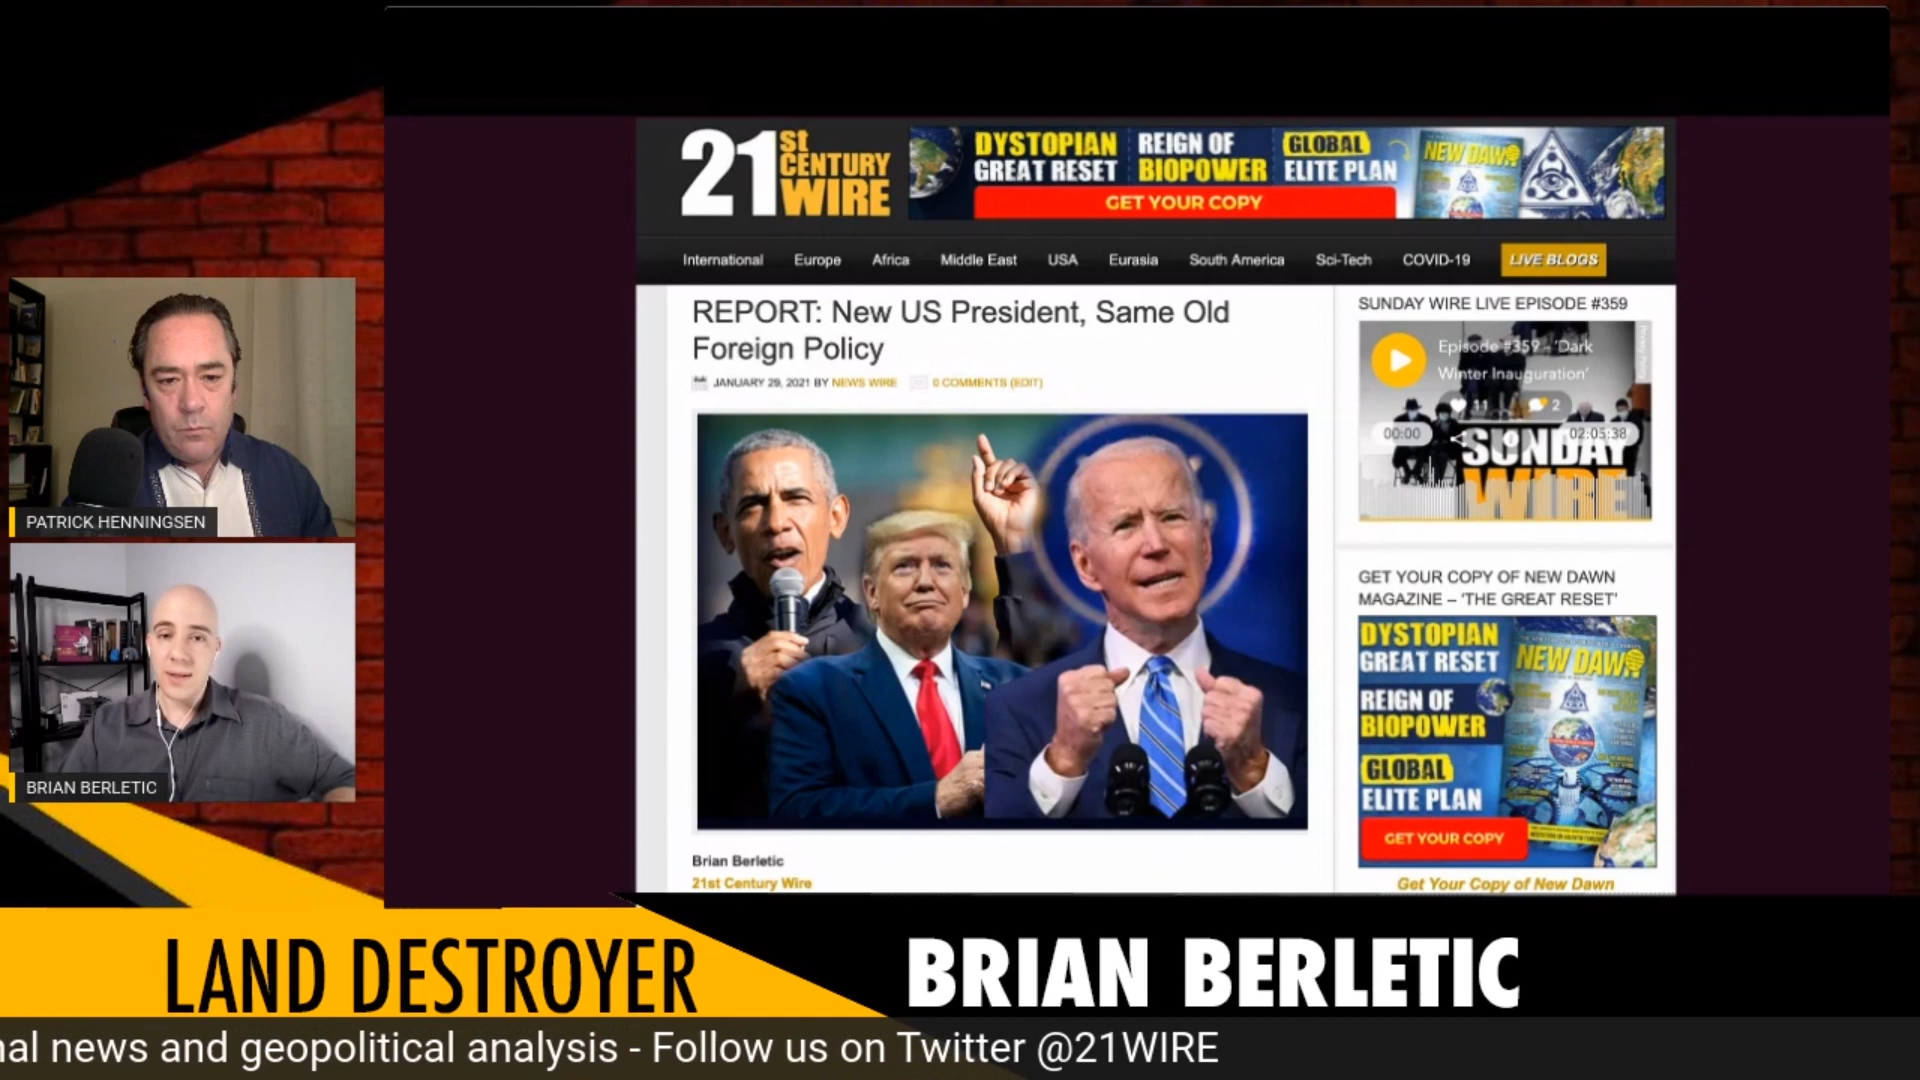 21st
CENTURY
WIRE
DYSTOPIAN
GREAT RESET
REIGN OF
BIOPOWER
GLOBAL
ELITE PLAN
NEW DAWN
GET YOUR COPY
International Europe Africa Middle East USA Eurasia South America Sci-Tech COVID-19 LIVE BLOGS
REPORT: New US President, Same Old
Foreign Policy
JANUARY 29, 2021 BY NEWS WIRE 0 COMMENTS (EDIT)
Brian Berletic
21st Century Wire
SUNDAY WIRE LIVE EPISODE #359
Episode #359 – 'Dark
Winter Inauguration'
11 2
00:00 02:05:38
SUNDAY
WIRE
GET YOUR COPY OF NEW DAWN
MAGAZINE – 'THE GREAT RESET'
DYSTOPIAN
GREAT RESET
REIGN OF
BIOPOWER
GLOBAL
ELITE PLAN
NEW DAWN
GET YOUR COPY
Get Your Copy of New Dawn
PATRICK HENNINGSEN
BRIAN BERLETIC
LAND DESTROYER
BRIAN BERLETIC
nal news and geopolitical analysis - Follow us on Twitter @21WIRE